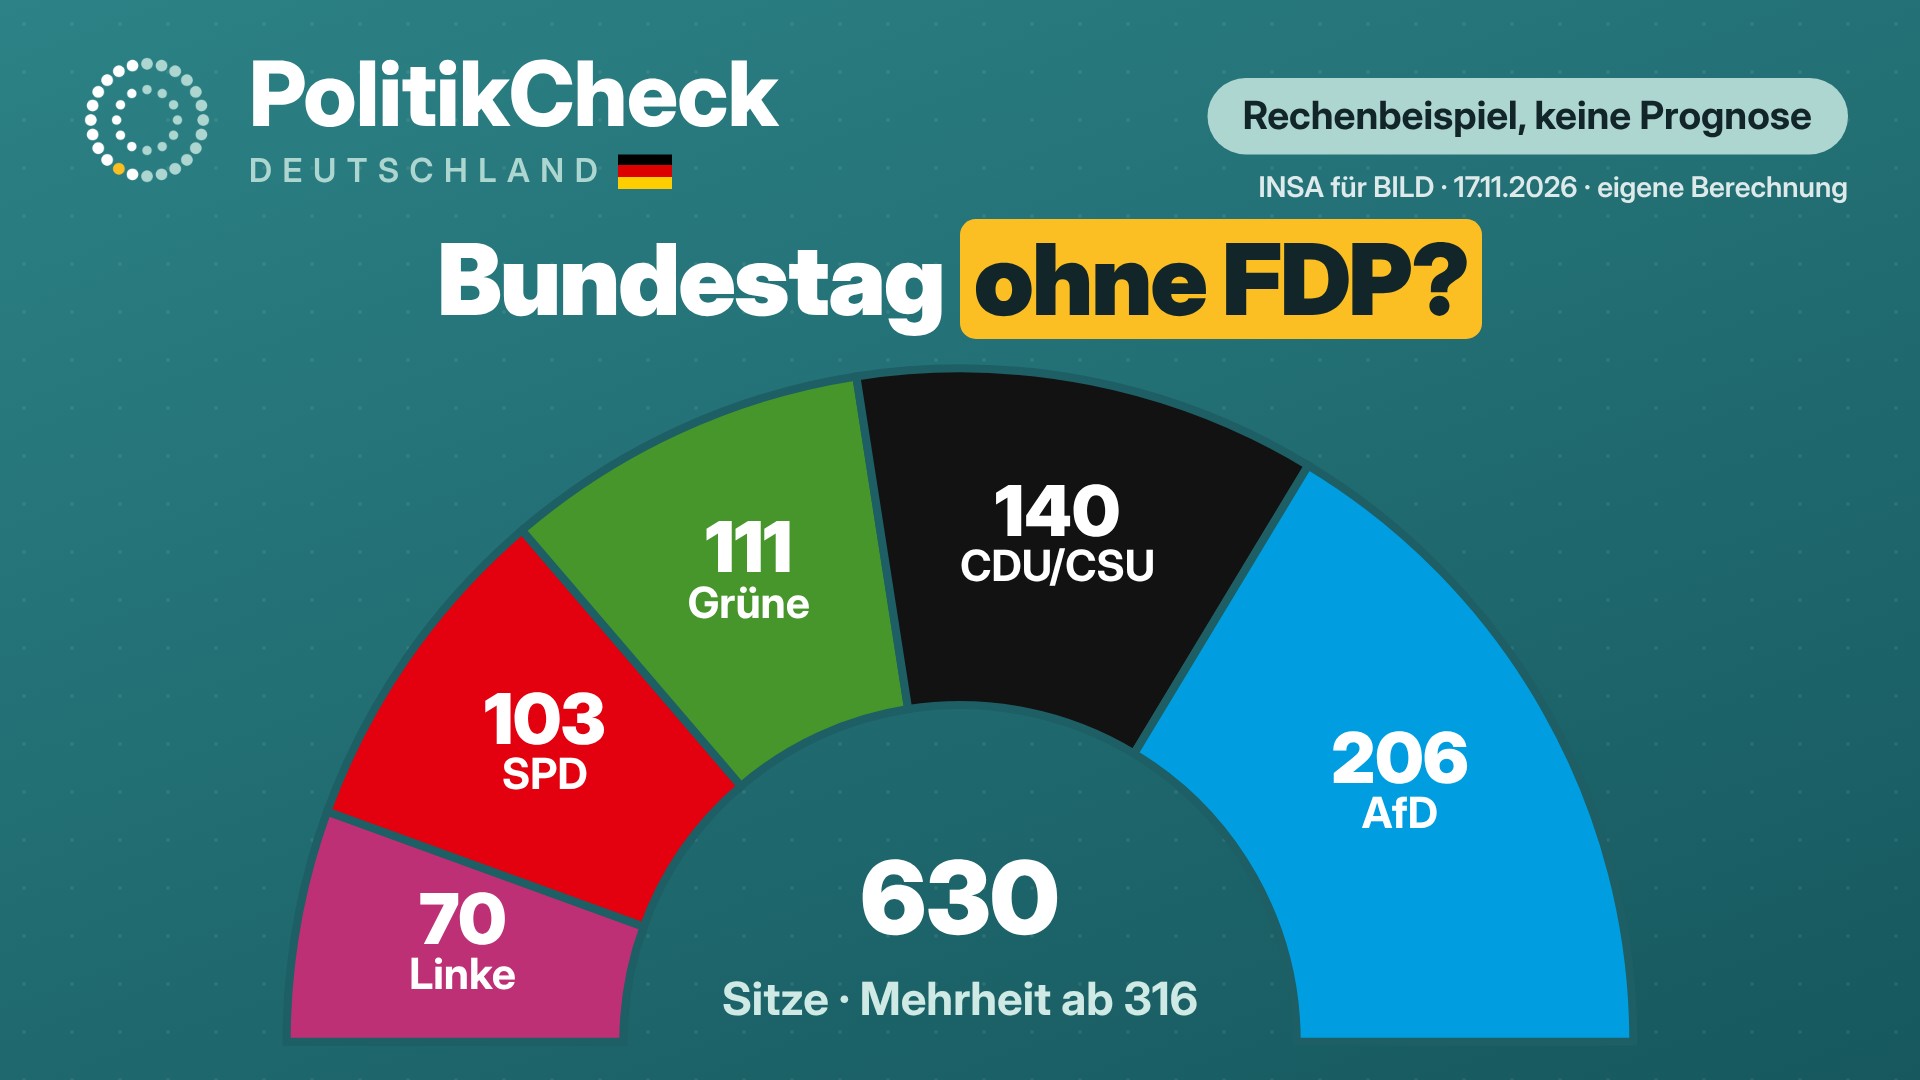 PolitikCheck
DEUTSCHLAND
Rechenbeispiel, keine Prognose
INSA für BILD · 17.11.2026 · eigene Berechnung
Bundestag ohne FDP?
140
CDU/CSU
111
Grüne
103
SPD
206
AfD
70
Linke
630
Sitze · Mehrheit ab 316